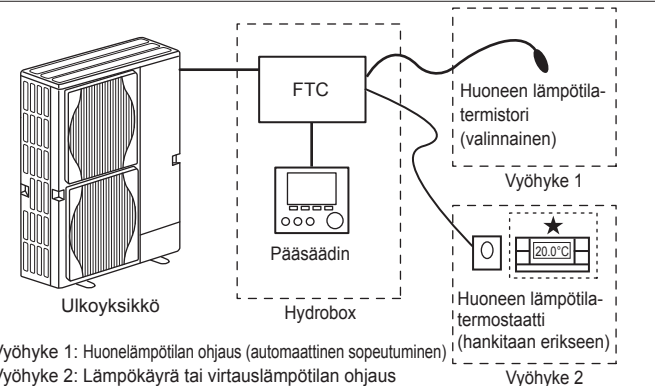 FTC
Huoneen lämpötila-
termistori
(valinnainen)
Vyöhyke 1
Pääsäädin
20.0°C
Ulkoyksikkö
Hydrobox
Huoneen lämpötila-
termostaatti
(hankitaan erikseen)
Vyöhyke 2
Vyöhyke 1: Huonelämpötilan ohjaus (automaattinen sopeutuminen)
Vyöhyke 2: Lämpökäyrä tai virtauslämpötilan ohjaus